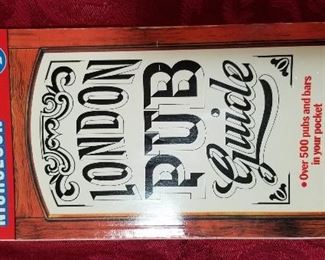 NICHOLSON
LONDON
PUB
Guide
• Over 500 pubs and bars
in your pocket